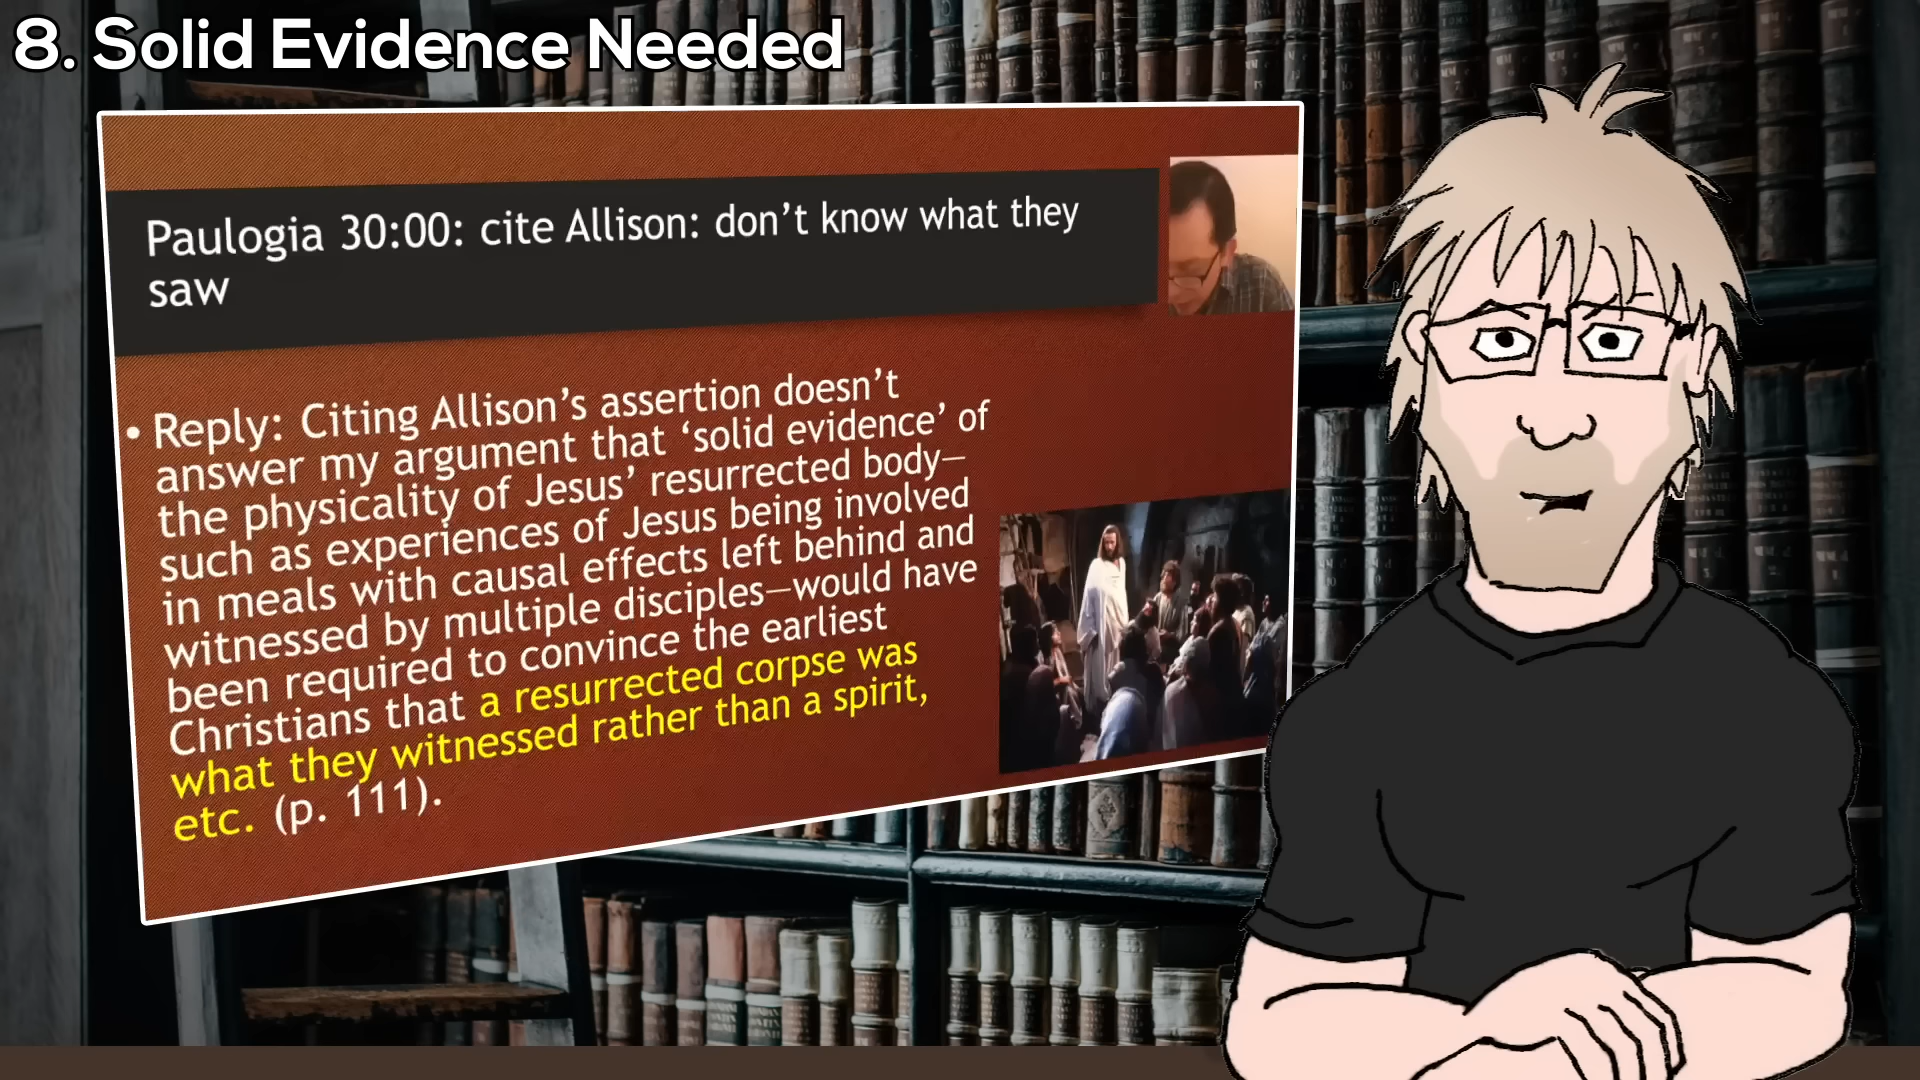 8. Solid Evidence Needed
Paulogia 30:00: cite Allison: don’t know what they
saw
• Reply: Citing Allison’s assertion doesn’t
answer my argument that ‘solid evidence’ of
the physicality of Jesus’ resurrected body—
such as experiences of Jesus being involved
in meals with causal effects left behind and
witnessed by multiple disciples—would have
been required to convince the earliest
Christians that a resurrected corpse was
what they witnessed rather than a spirit,
etc. (p. 111).